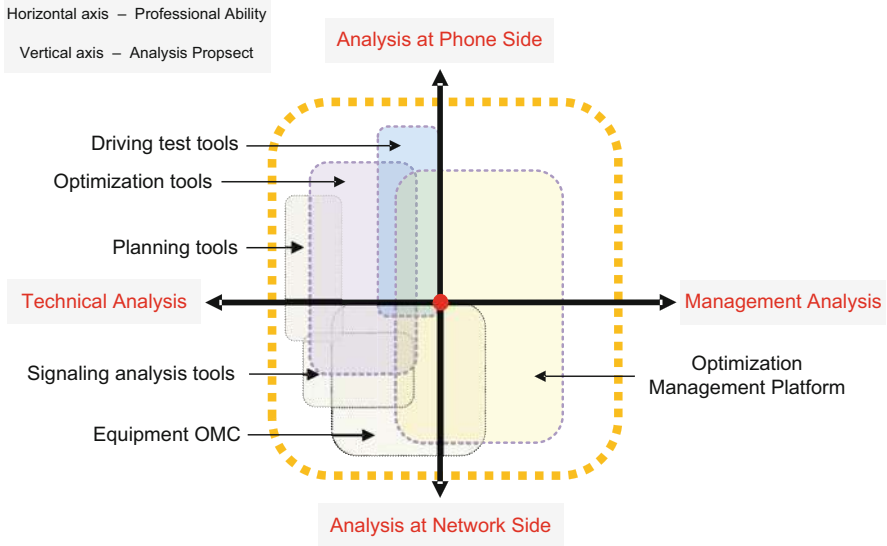 Horizontal axis – Professional Ability
Vertical axis – Analysis Propsect
Analysis at Phone Side
Driving test tools
Optimization tools
Planning tools
Technical Analysis
Management Analysis
Signaling analysis tools
Optimization
Management Platform
Equipment OMC
Analysis at Network Side